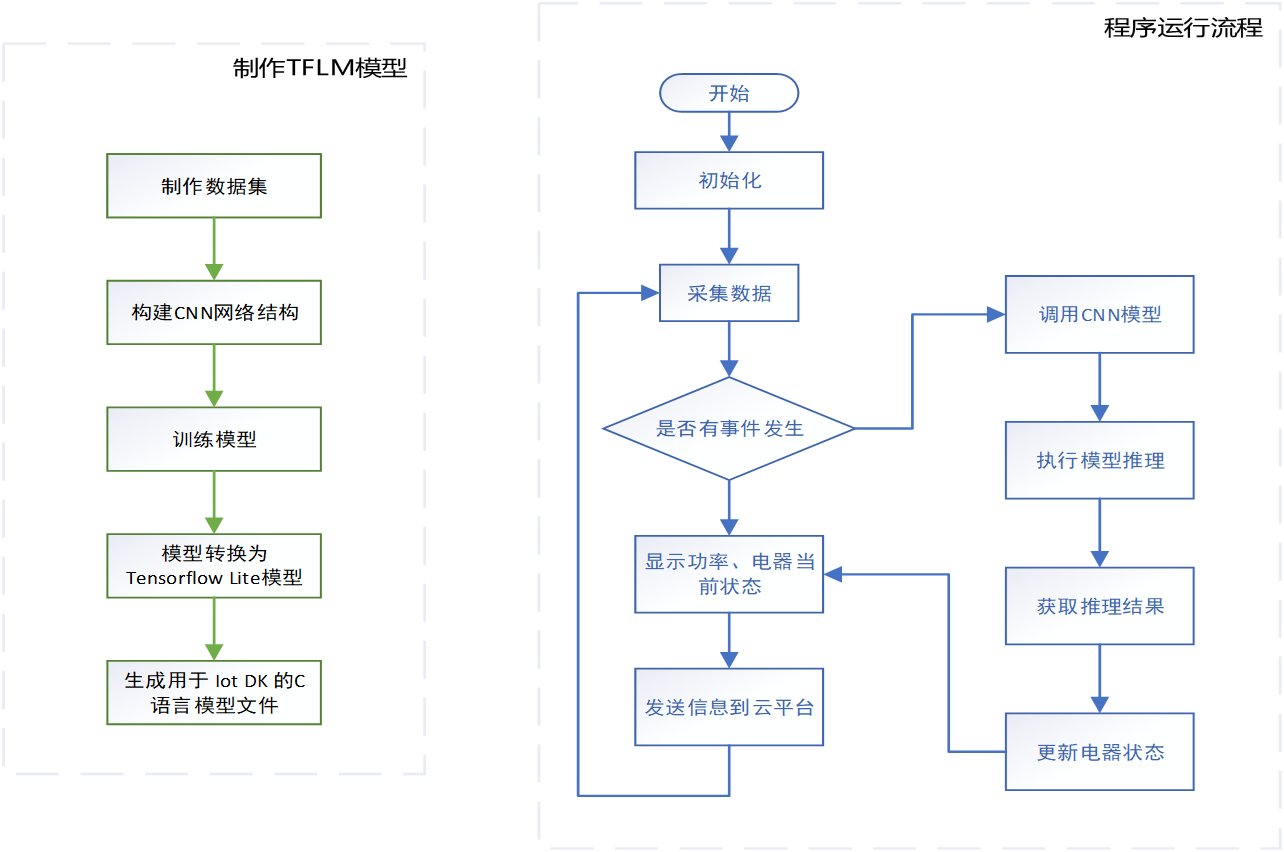 制作TFLM模型
制作数据集
构建CNN网络结构
训练模型
模型转换为
Tensorflow Lite模型
生成用于 Iot DK 的C
语言模型文件
程序运行流程
开始
初始化
采集数据
是否有事件发生
显示功率、电器当
前状态
发送信息到云平台
调用CNN模型
执行模型推理
获取推理结果
更新电器状态